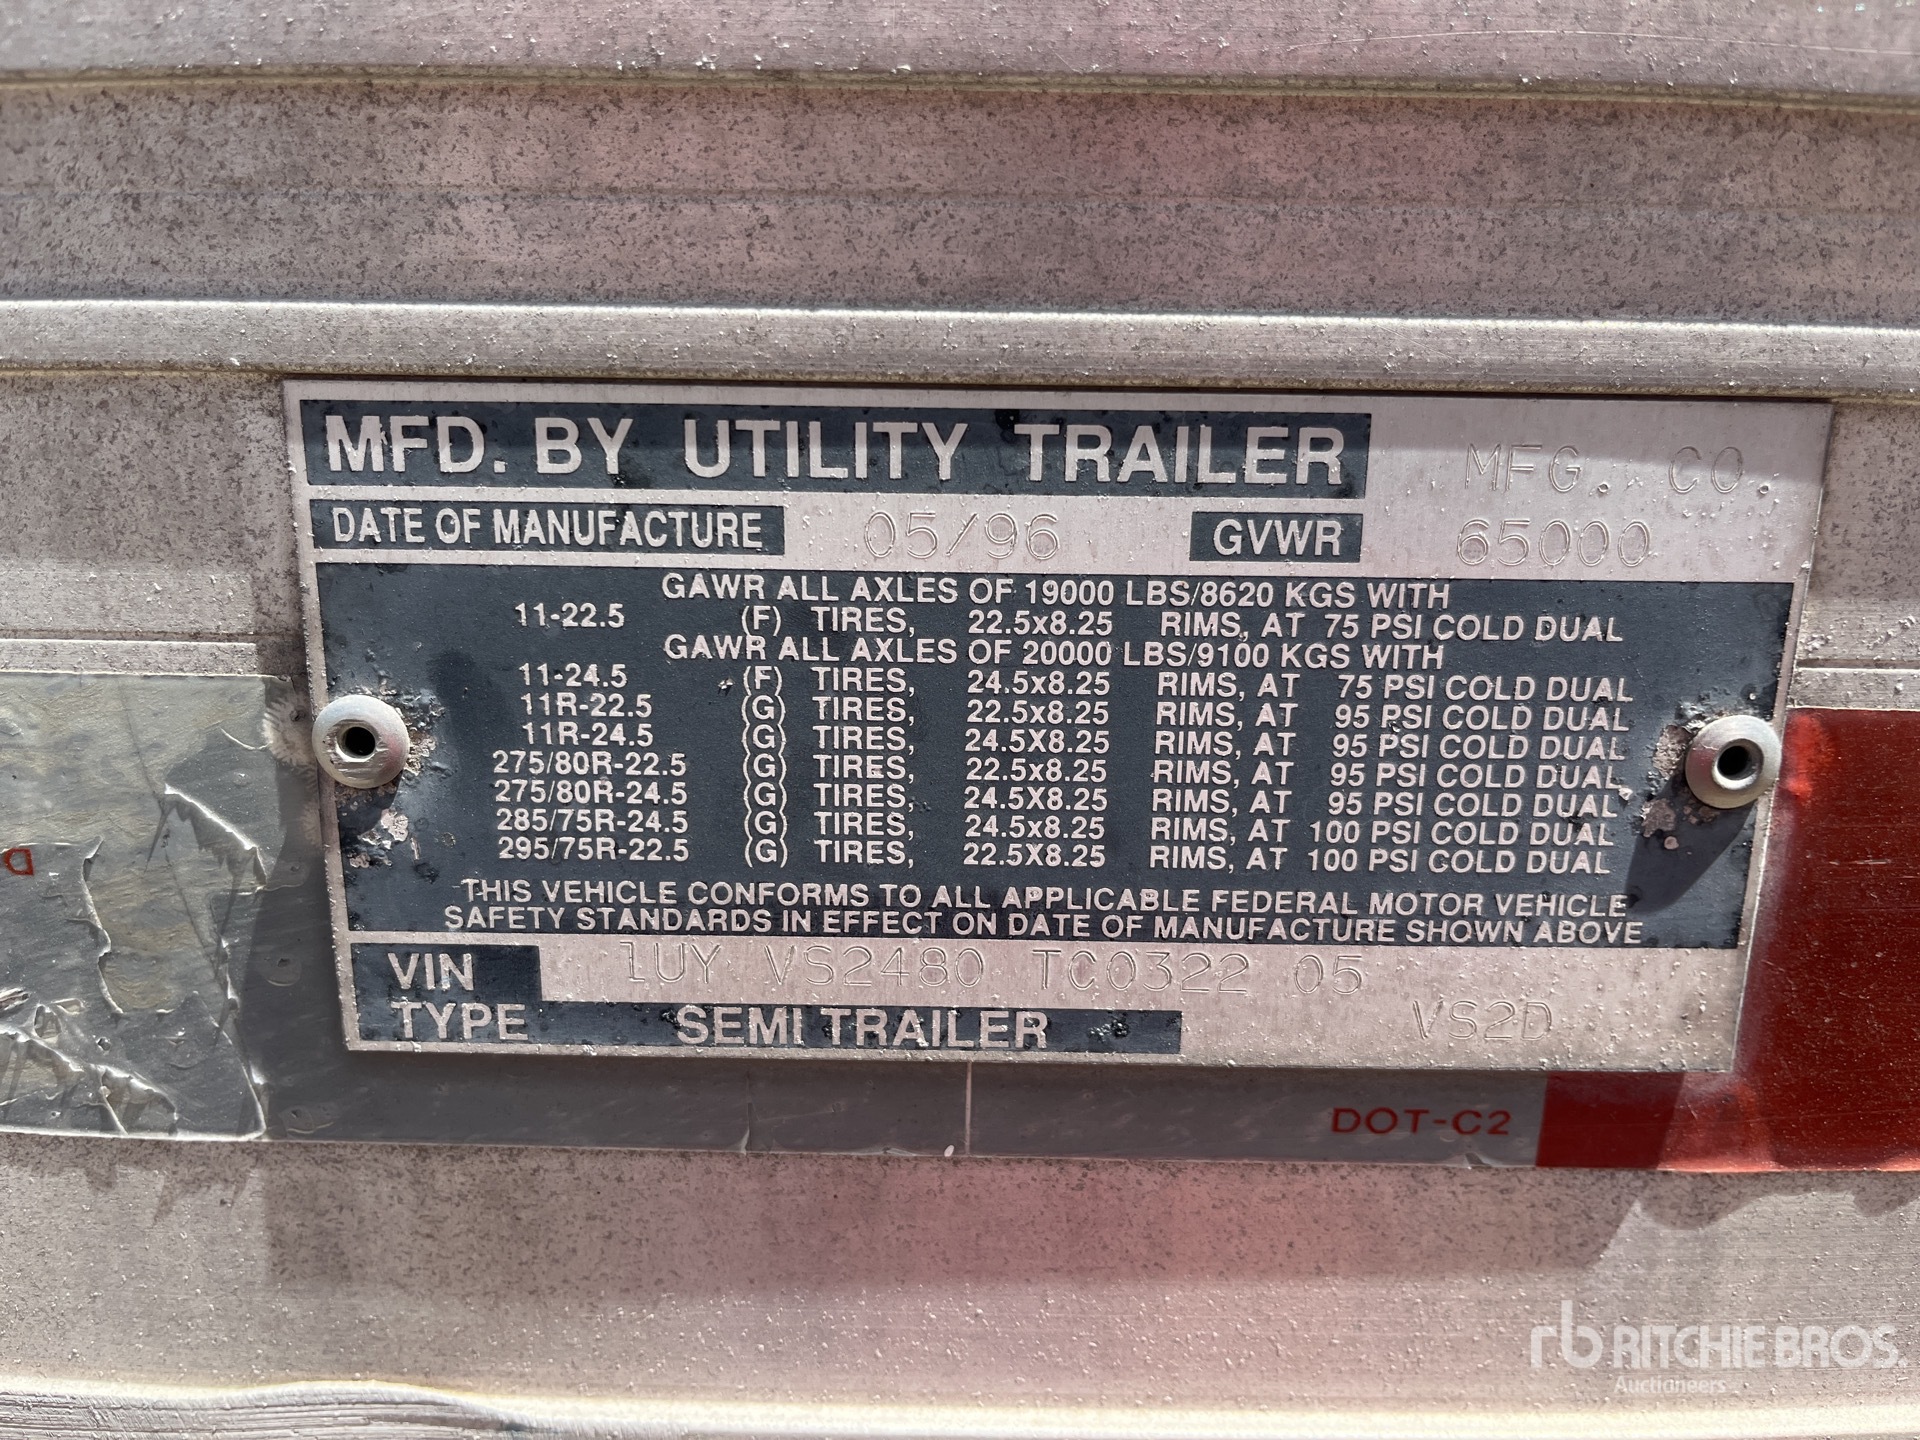 MFD. BY UTILITY TRAILER MFG. CO.
DATE OF MANUFACTURE 05/96 GVWR 65000
GAWR ALL AXLES OF 19000 LBS/8620 KGS WITH
11-22.5 (F) TIRES, 22.5x8.25 RIMS, AT 75 PSI COLD DUAL
GAWR ALL AXLES OF 20000 LBS/9100 KGS WITH
11-24.5 (F) TIRES, 24.5x8.25 RIMS, AT 75 PSI COLD DUAL
11R-22.5 (G) TIRES, 22.5x8.25 RIMS, AT 95 PSI COLD DUAL
11R-24.5 (G) TIRES, 24.5X8.25 RIMS, AT 95 PSI COLD DUAL
275/80R-22.5 (G) TIRES, 22.5x8.25 RIMS, AT 95 PSI COLD DUAL
275/80R-24.5 (G) TIRES, 24.5X8.25 RIMS, AT 95 PSI COLD DUAL
285/75R-24.5 (G) TIRES, 24.5x8.25 RIMS, AT 100 PSI COLD DUAL
295/75R-22.5 (G) TIRES, 22.5X8.25 RIMS, AT 100 PSI COLD DUAL
THIS VEHICLE CONFORMS TO ALL APPLICABLE FEDERAL MOTOR VEHICLE
SAFETY STANDARDS IN EFFECT ON DATE OF MANUFACTURE SHOWN ABOVE
VIN 1UY VS2480 TC0322 05
TYPE SEMI TRAILER VS2D
D
DOT-C2
rb RITCHIE BROS.
Auctioneers